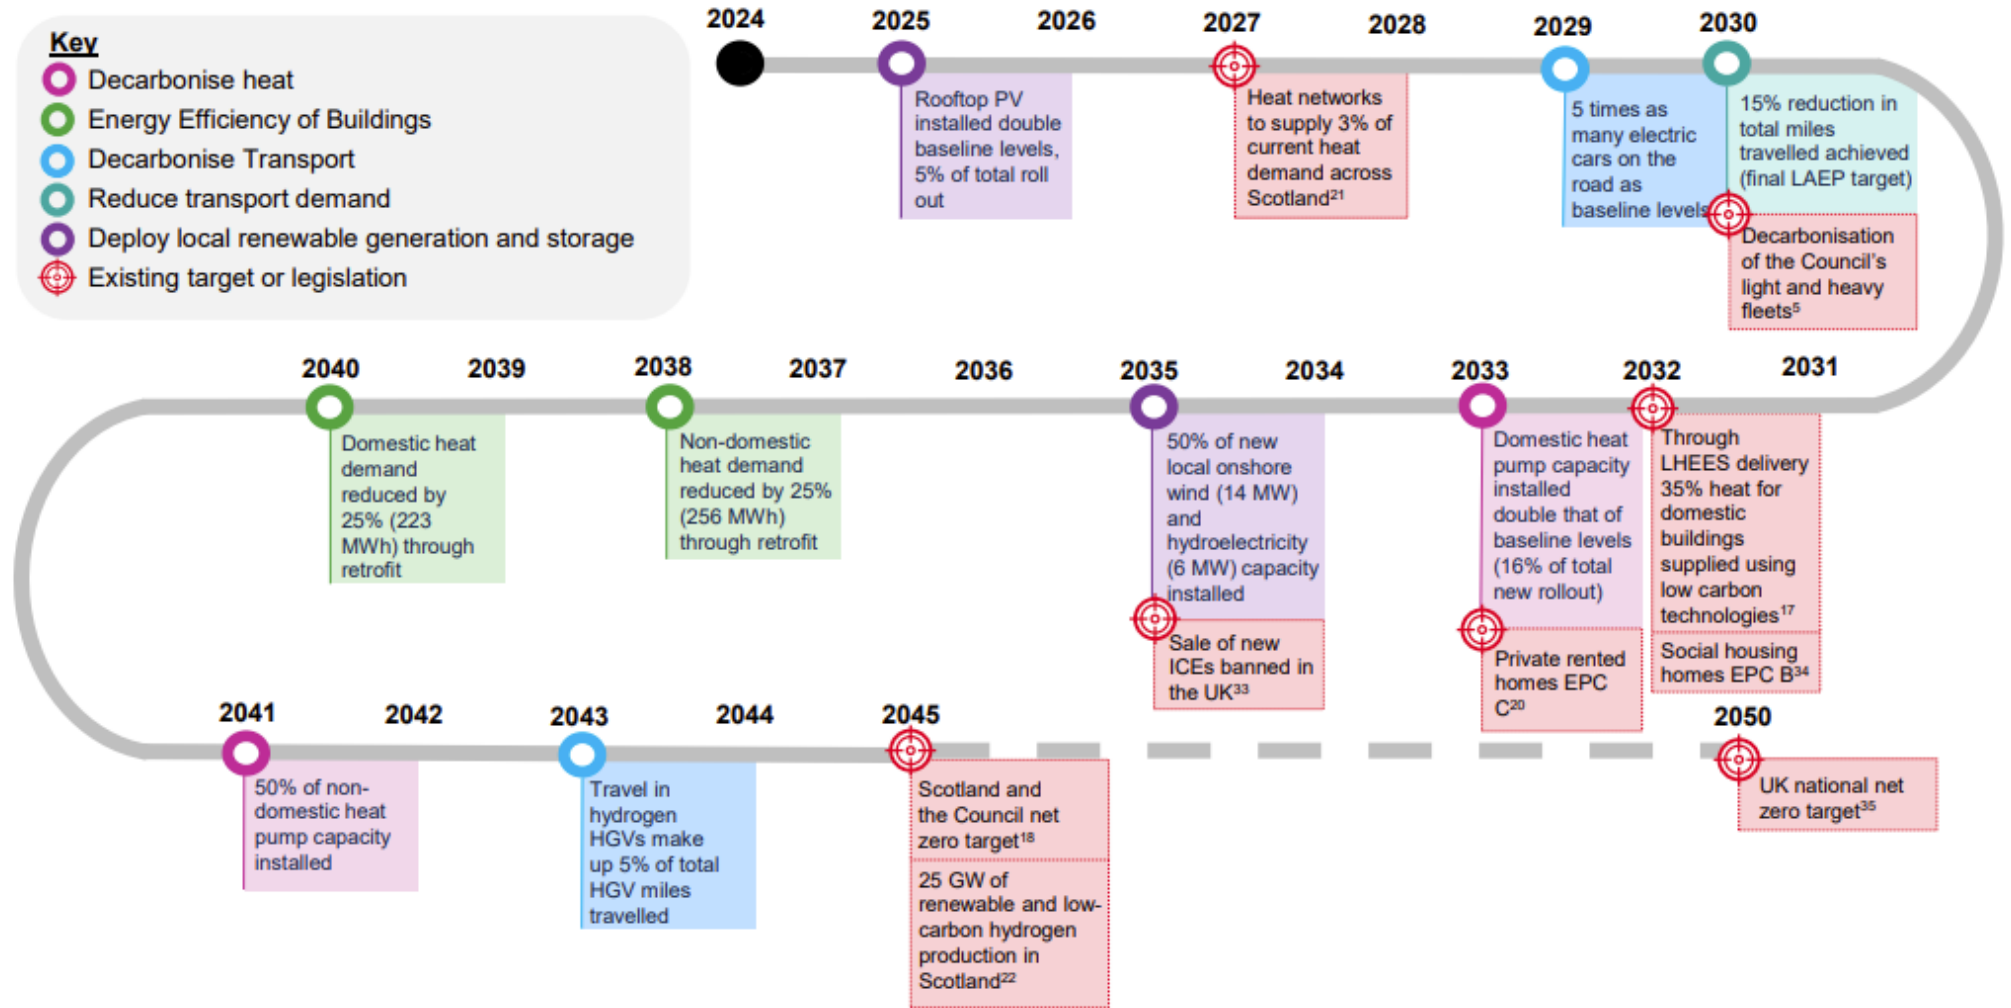 Key
Decarbonise heat
Energy Efficiency of Buildings
Decarbonise Transport
Reduce transport demand
Deploy local renewable generation and storage
Existing target or legislation
2024
2025
2026
2027
2028
2029
2030
Rooftop PV
installed double
baseline levels,
5% of total roll
out
Heat networks
to supply 3% of
current heat
demand across
Scotland²¹
5 times as
many electric
cars on the
road as
baseline levels
15% reduction in
total miles
travelled achieved
(final LAEP target)
Decarbonisation
of the Council's
light and heavy
fleets⁵
2040
2039
2038
2037
2036
2035
2034
2033
2032
2031
Domestic heat
demand
reduced by
25% (223
MWh) through
retrofit
Non-domestic
heat demand
reduced by 25%
(256 MWh)
through retrofit
50% of new
local onshore
wind (14 MW)
and
hydroelectricity
(6 MW) capacity
installed
Sale of new
ICEs banned in
the UK³³
Domestic heat
pump capacity
installed
double that of
baseline levels
(16% of total
new rollout)
Private rented
homes EPC
C²⁰
Through
LHEES delivery
35% heat for
domestic
buildings
supplied using
low carbon
technologies¹⁷
Social housing
homes EPC B³⁴
2041
2042
2043
2044
2045
2050
50% of non-
domestic heat
pump capacity
installed
Travel in
hydrogen
HGVs make
up 5% of total
HGV miles
travelled
Scotland and
the Council net
zero target¹⁸
25 GW of
renewable and low-
carbon hydrogen
production in
Scotland²²
UK national net
zero target³⁵